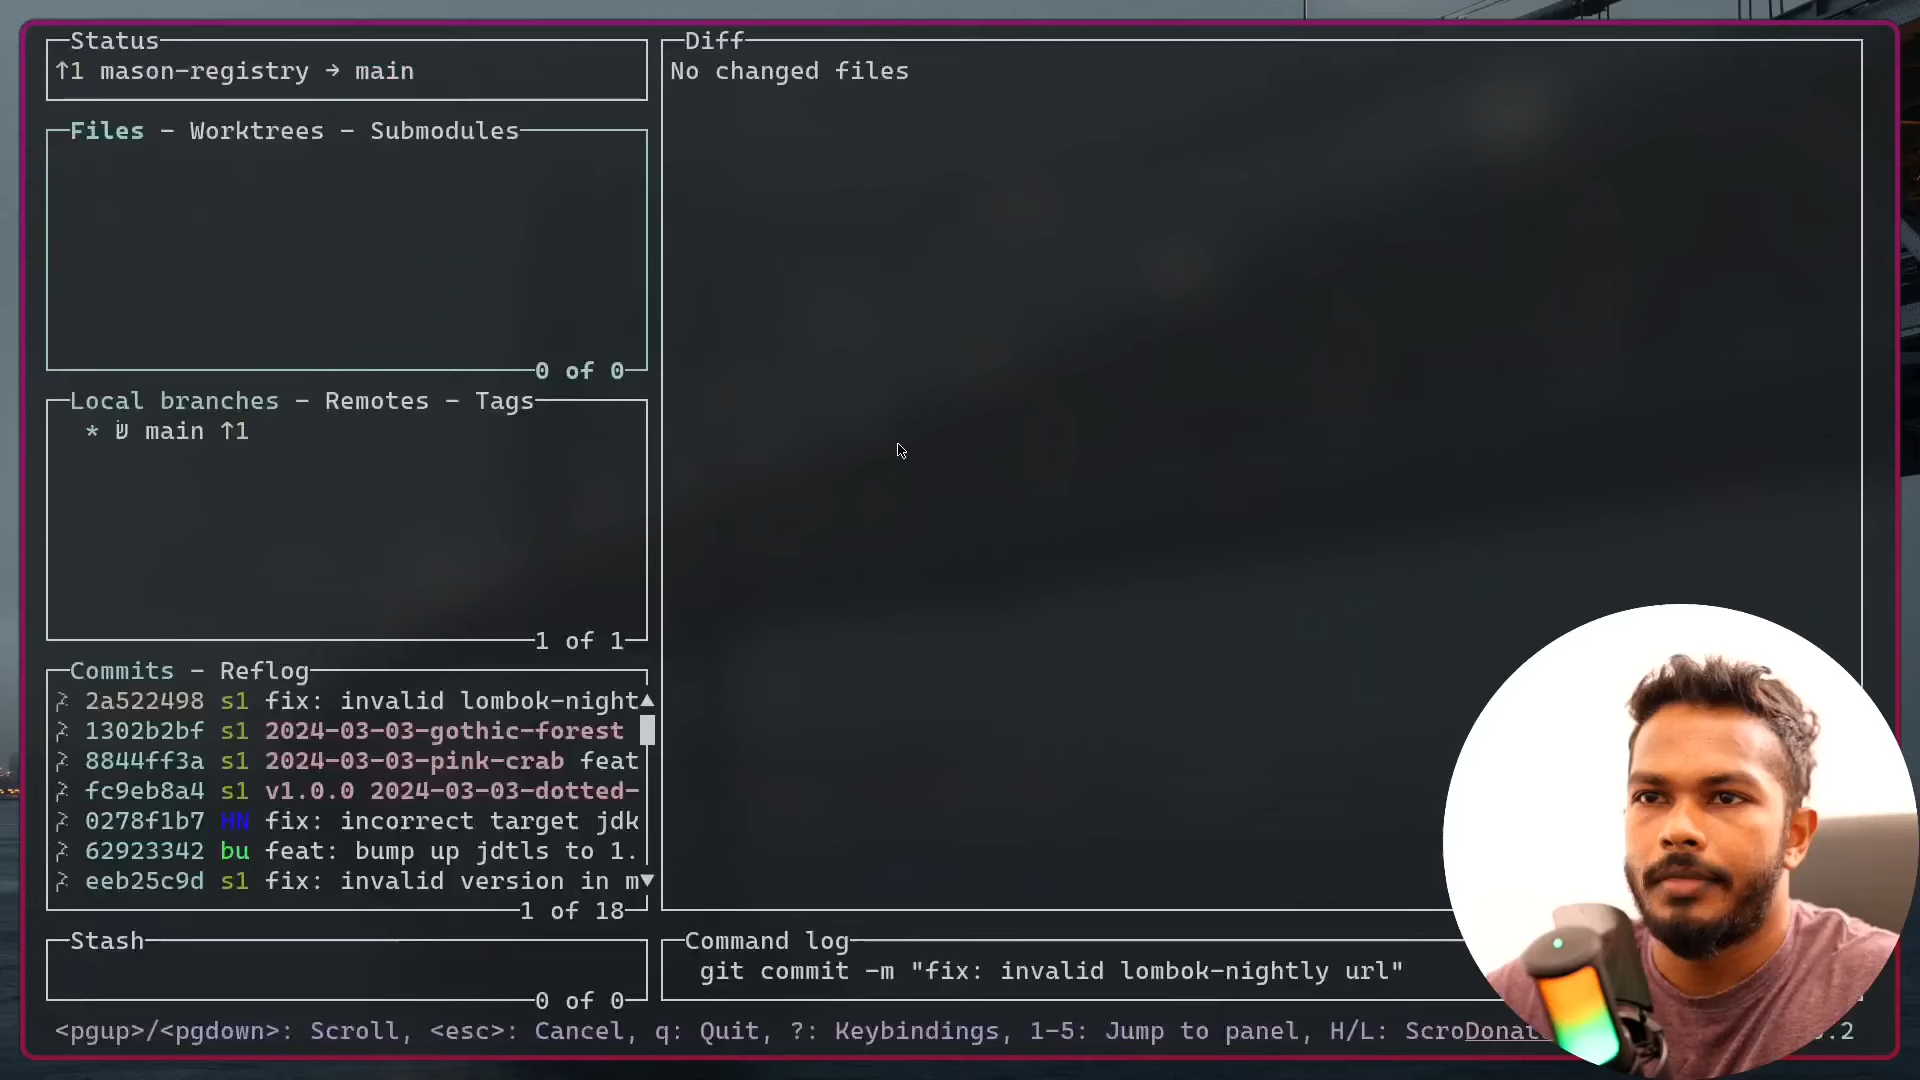 Status
↑1 mason-registry → main
Files - Worktrees - Submodules
0 of 0
Local branches - Remotes - Tags
* main ↑1
1 of 1
Commits - Reflog
2a522498 s1 fix: invalid lombok-night
1302b2bf s1 2024-03-03-gothic-forest
8844ff3a s1 2024-03-03-pink-crab feat
fc9eb8a4 s1 v1.0.0 2024-03-03-dotted-
0278f1b7 HN fix: incorrect target jdk
62923342 bu feat: bump up jdtls to 1.
eeb25c9d s1 fix: invalid version in m
1 of 18
Stash
0 of 0
Diff
No changed files
Command log
git commit -m "fix: invalid lombok-nightly url"
<pgup>/<pgdown>: Scroll, <esc>: Cancel, q: Quit, ?: Keybindings, 1-5: Jump to panel, H/L: ScroDonat .2